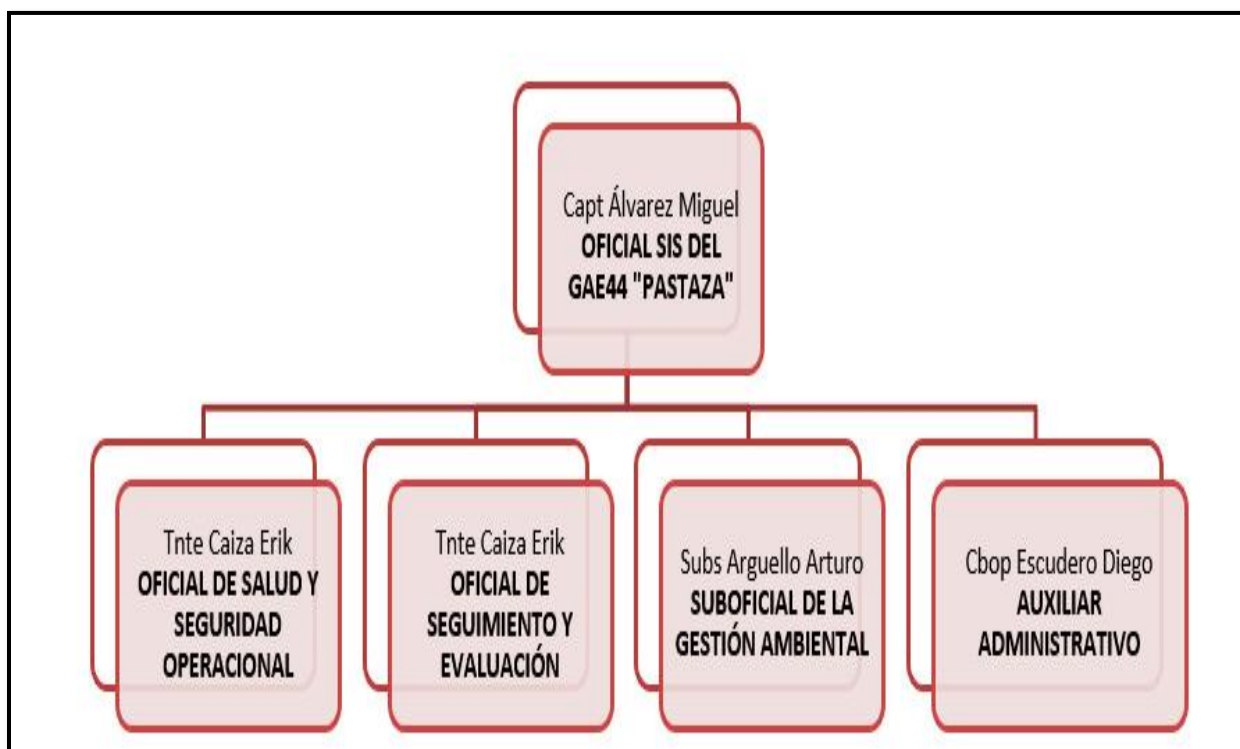 Capt Álvarez Miguel
OFICIAL SIS DEL
GAE44 "PASTAZA"
Tnte Caiza Erik
OFICIAL DE SALUD Y
SEGURIDAD
OPERACIONAL
Tnte Caiza Erik
OFICIAL DE
SEGUIMIENTO Y
EVALUACIÓN
Subs Arguello Arturo
SUBOFICIAL DE LA
GESTIÓN AMBIENTAL
Cbop Escudero Diego
AUXILIAR
ADMINISTRATIVO